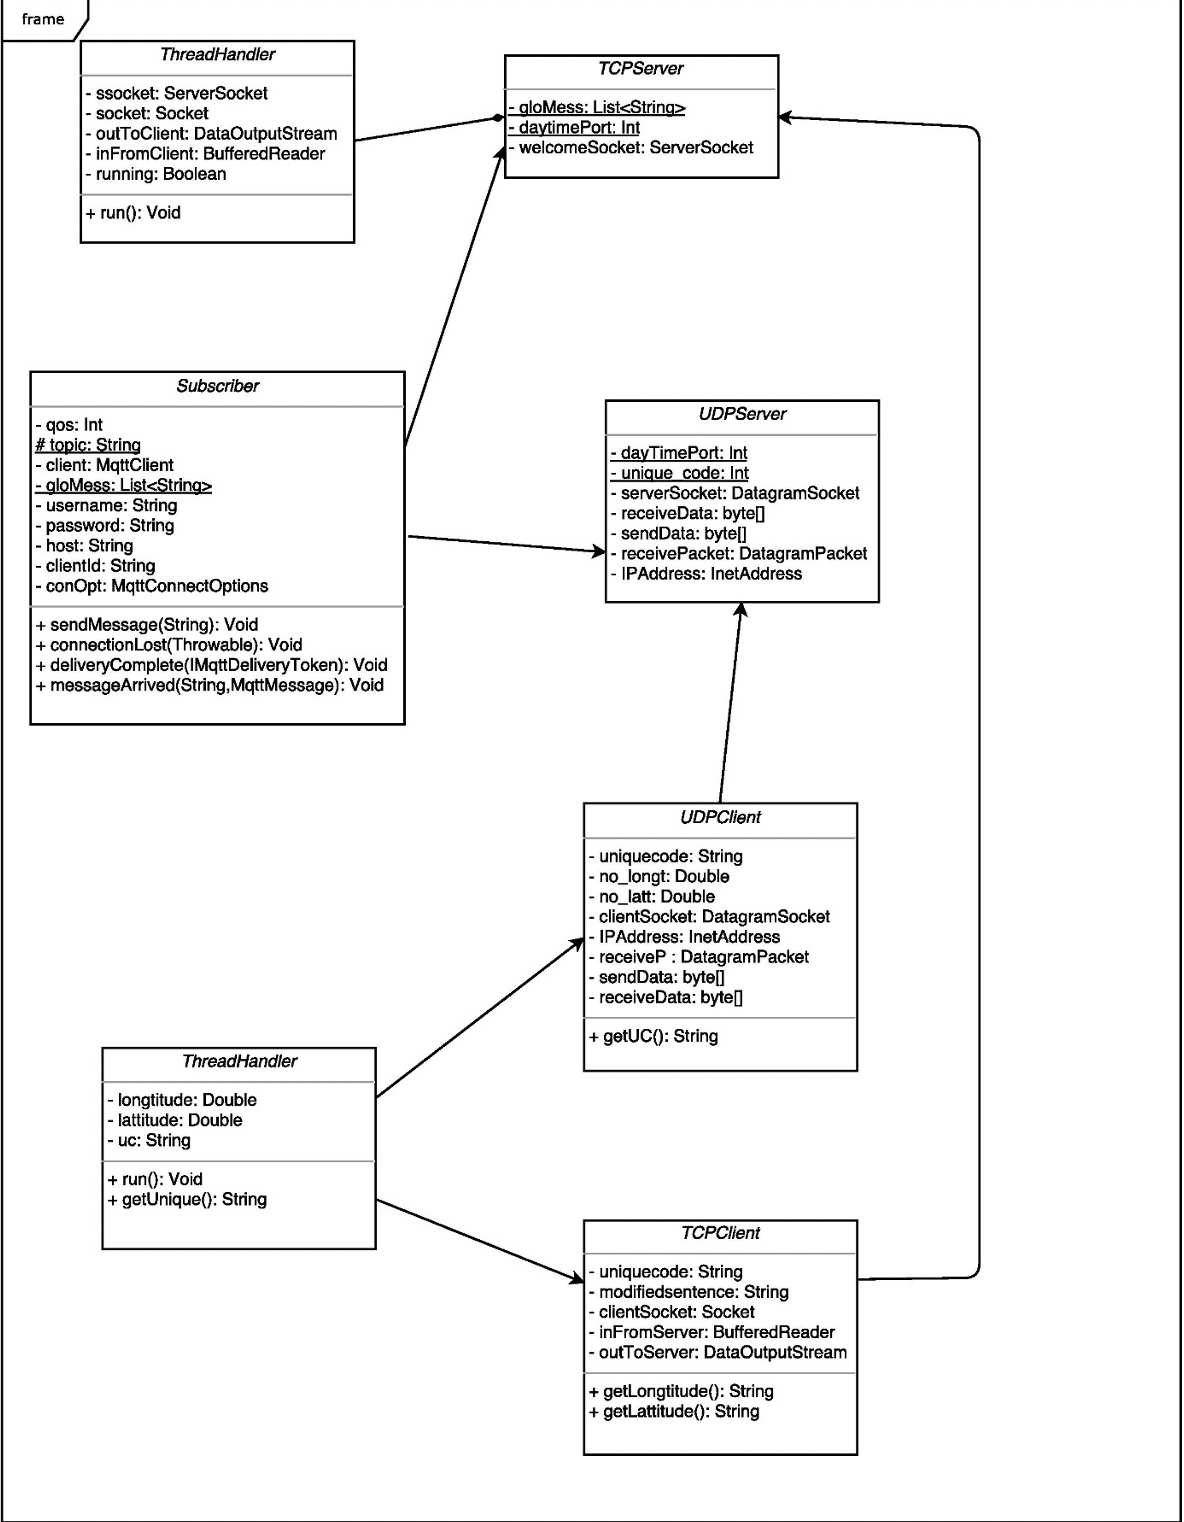 frame
ThreadHandler
- ssocket: ServerSocket
- socket: Socket
- outToClient: DataOutputStream
- inFromClient: BufferedReader
- running: Boolean
+ run(): Void
TCPServer
- gloMess: List<String>
- daytimePort: Int
- welcomeSocket: ServerSocket
Subscriber
- qos: Int
# topic: String
- client: MqttClient
- gloMess: List<String>
- username: String
- password: String
- host: String
- clientId: String
- conOpt: MqttConnectOptions
+ sendMessage(String): Void
+ connectionLost(Throwable): Void
+ deliveryComplete(IMqttDeliveryToken): Void
+ messageArrived(String,MqttMessage): Void
UDPServer
- dayTimePort: Int
- unique_code: Int
- serverSocket: DatagramSocket
- receiveData: byte[]
- sendData: byte[]
- receivePacket: DatagramPacket
- IPAddress: InetAddress
UDPClient
- uniquecode: String
- no_longt: Double
- no_latt: Double
- clientSocket: DatagramSocket
- IPAddress: InetAddress
- receiveP : DatagramPacket
- sendData: byte[]
- receiveData: byte[]
+ getUC(): String
ThreadHandler
- longtitude: Double
- lattitude: Double
- uc: String
+ run(): Void
+ getUnique(): String
TCPClient
- uniquecode: String
- modifiedsentence: String
- clientSocket: Socket
- inFromServer: BufferedReader
- outToServer: DataOutputStream
+ getLongtitude(): String
+ getLattitude(): String